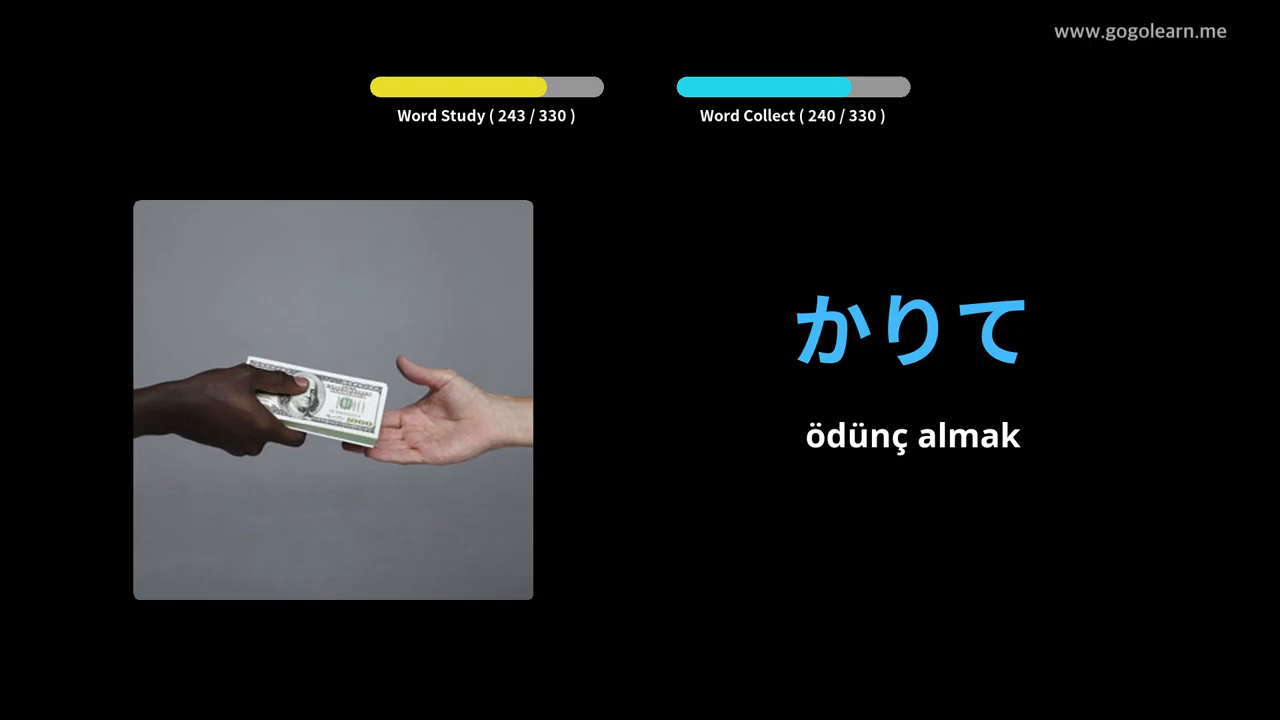 www.gogolearn.me
Word Study ( 243 / 330 )
Word Collect ( 240 / 330 )
かりて
ödünç almak